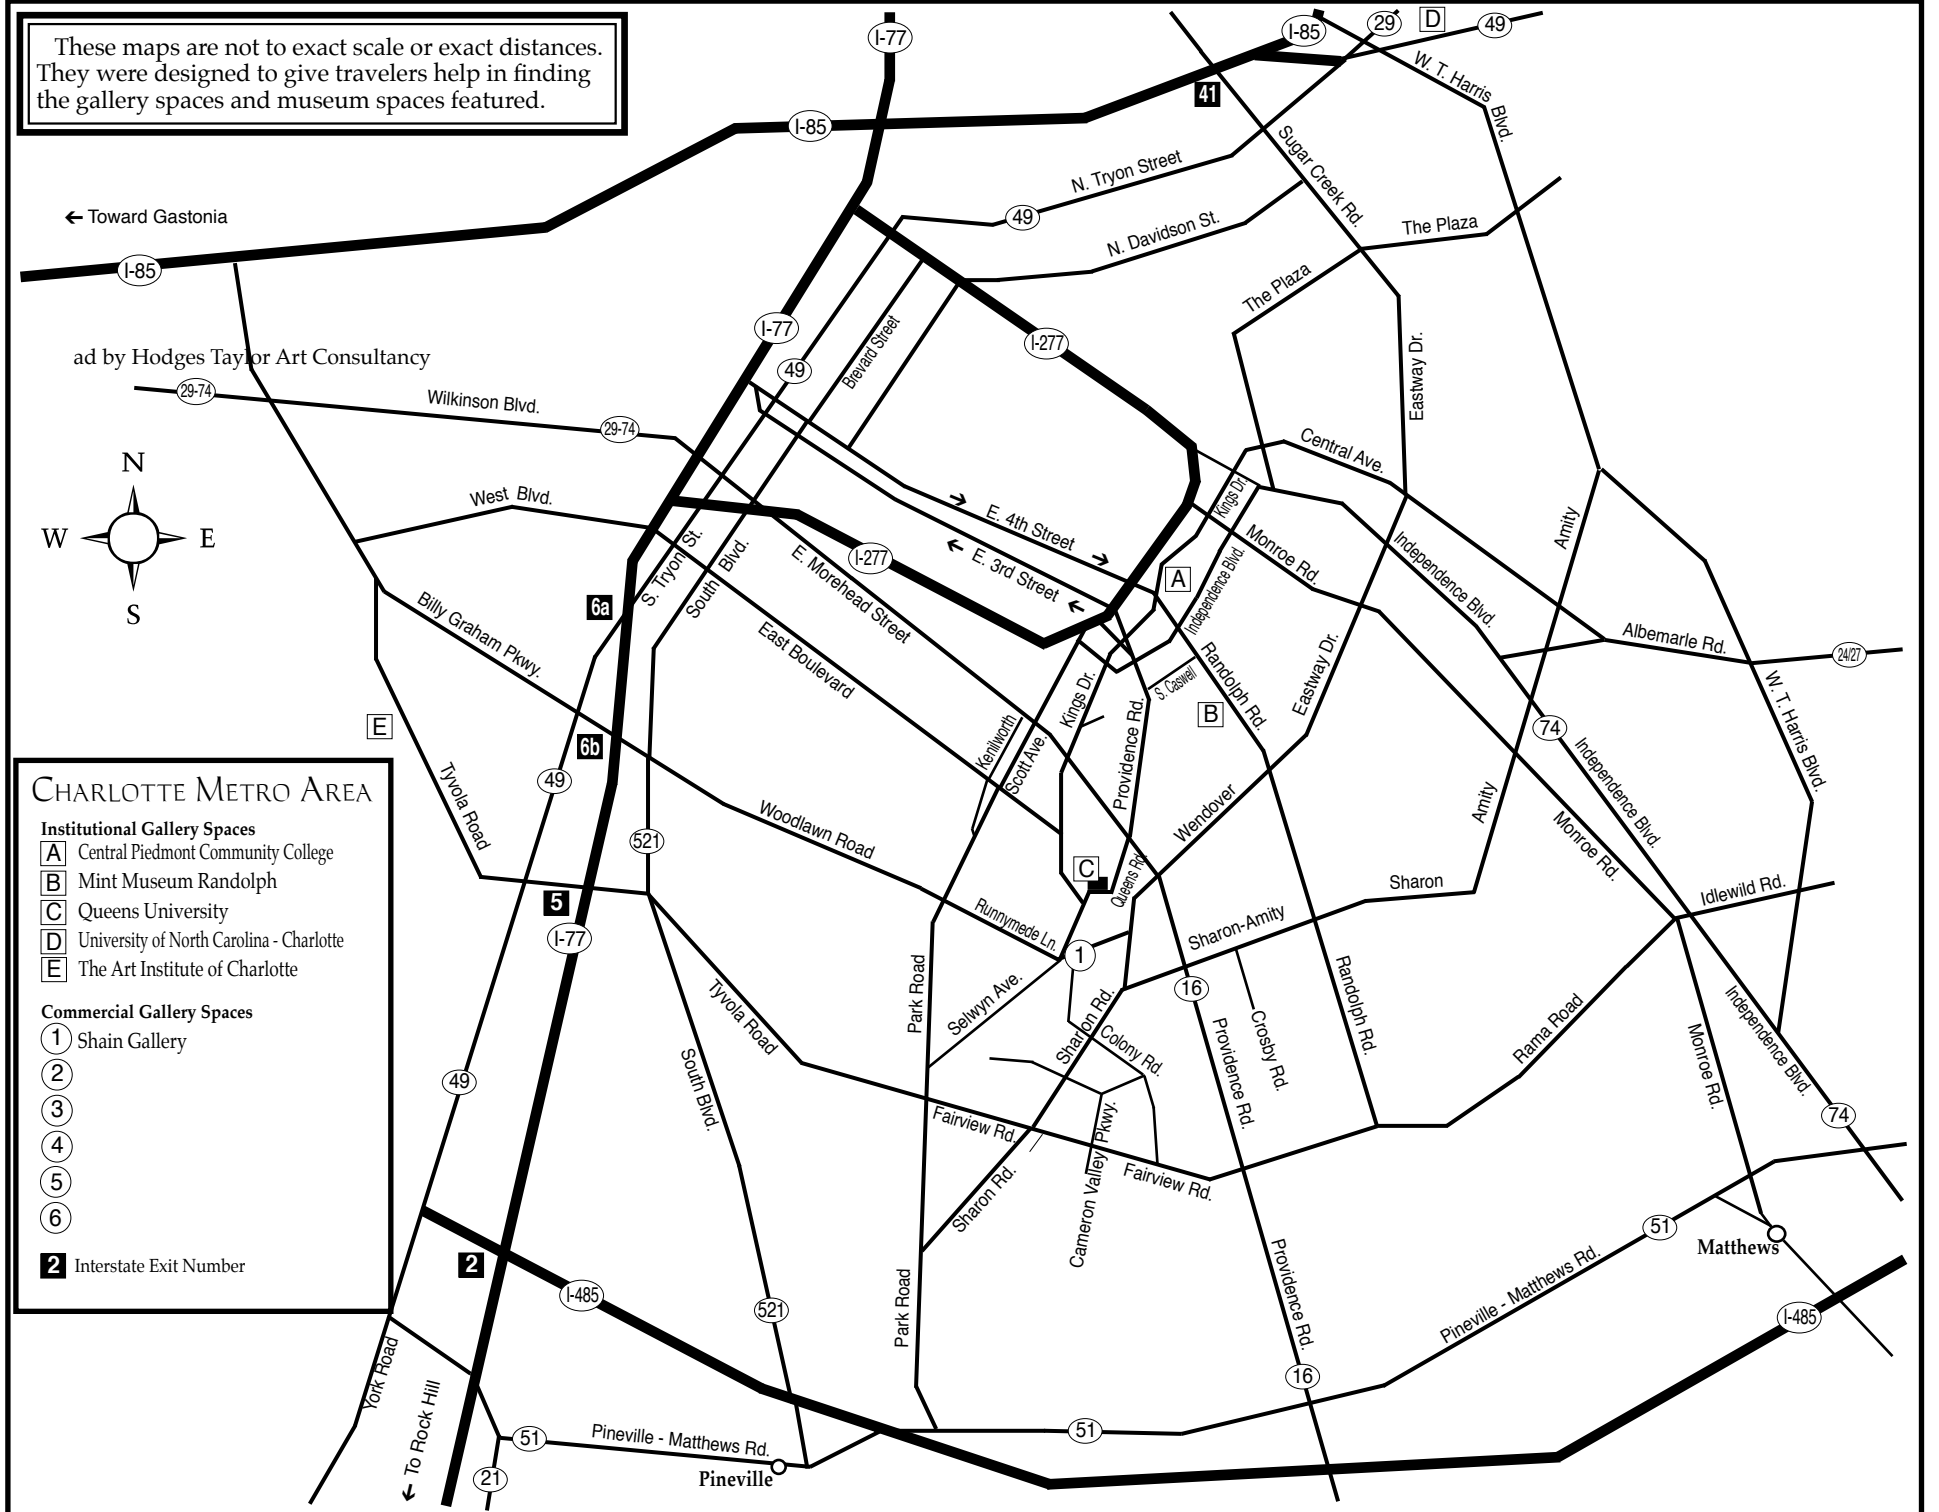 These maps are not to exact scale or exact distances.
They were designed to give travelers help in finding
the gallery spaces and museum spaces featured.
I-77
I-85
29
D
49
W. T. Harris
Blvd.
41
I-85
Sugar Creek Rd.
N. Tryon Street
49
N. Davidson St.
The Plaza
← Toward Gastonia
I-85
The Plaza
I-77
I-277
49
Brevard Street
Eastway Dr.
ad by Hodges Taylor Art Consultancy
29-74
Wilkinson Blvd.
29-74
Central Ave.
N
W
E
S
West Blvd.
Kings Dr.
E. 4th Street
→
→
Monroe Rd.
Independence Blvd.
Amity
S. Tryon St.
South Blvd.
I-277
E. Morehead Street
←
E. 3rd Street
←
A
Independence Blvd.
6a
Billy Graham Pkwy.
East Boulevard
Randolph Rd.
S. Caswell
Eastway Dr.
Albemarle Rd.
24/27
E
B
6b
Kings Dr.
Kenilworth
Scott Ave.
Providence Rd.
74
W. T. Harris Blvd.
Independence Blvd.
Tyvola Road
49
521
Woodlawn Road
Wendover
Amity
Monroe Rd.
C
Queens Rd.
Sharon
Idlewild Rd.
5
I-77
Runnymede Ln.
1
Sharon-Amity
Park Road
Selwyn Ave.
16
Randolph Rd.
Tyvola Road
Sharon Rd.
Colony Rd.
Providence Rd.
Crosby Rd.
Rama Road
Independence Blvd.
Monroe Rd.
South Blvd.
49
Fairview Rd.
74
Cameron Valley Pkwy.
Fairview Rd.
Sharon Rd.
CHARLOTTE METRO AREA
Institutional Gallery Spaces
A Central Piedmont Community College
B Mint Museum Randolph
C Queens University
D University of North Carolina - Charlotte
E The Art Institute of Charlotte
Commercial Gallery Spaces
1 Shain Gallery
2
3
4
5
6
2 Interstate Exit Number
2
I-485
521
Park Road
Providence Rd.
51
Matthews
Pineville - Matthews Rd.
I-485
York Road
← To Rock Hill
16
51
Pineville - Matthews Rd.
51
Pineville
21